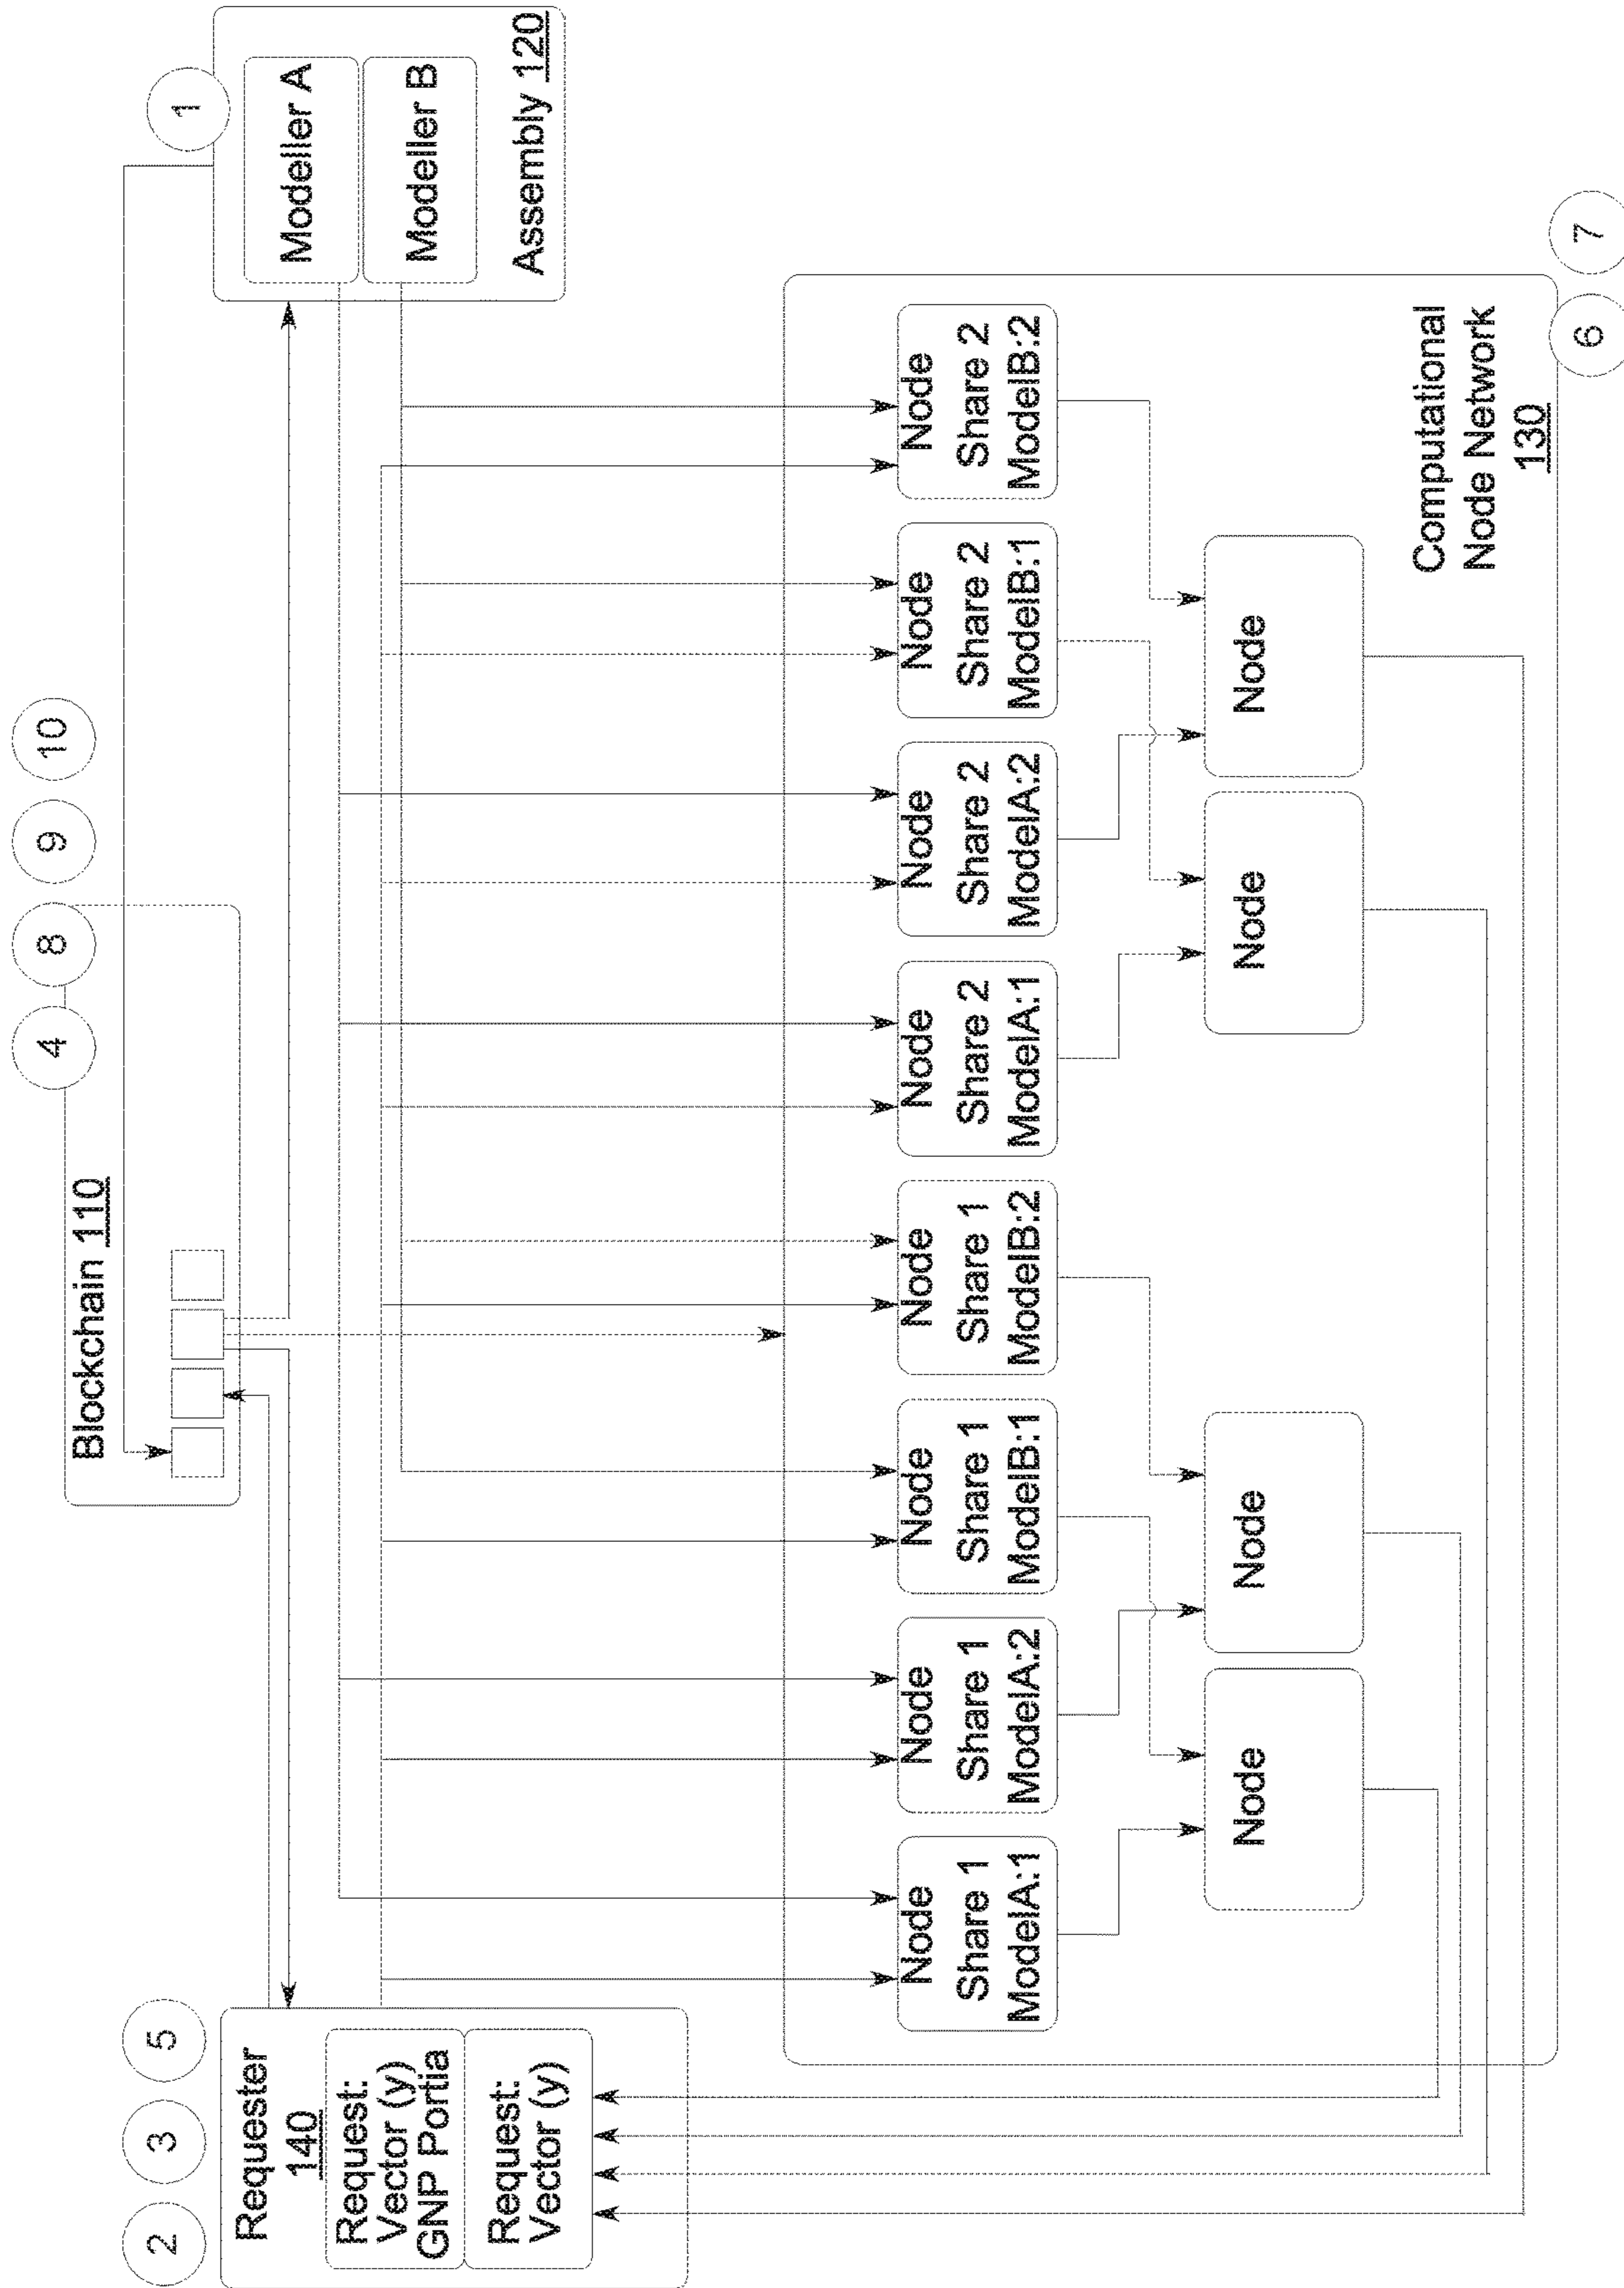 2
3
5
Requester
140
Request:
Vector (y)
GNP Portia
Request:
Vector (y)
4
8
9
10
Blockchain 110
1
Modeller A
Modeller B
Assembly 120
Node
Share 1
ModelA:1
Node
Share 1
ModelA:2
Node
Share 1
ModelB:1
Node
Share 1
ModelB:2
Node
Share 2
ModelA:1
Node
Share 2
ModelA:2
Node
Share 2
ModelB:1
Node
Share 2
ModelB:2
Node
Node
Node
Node
Computational
Node Network
130
6
7